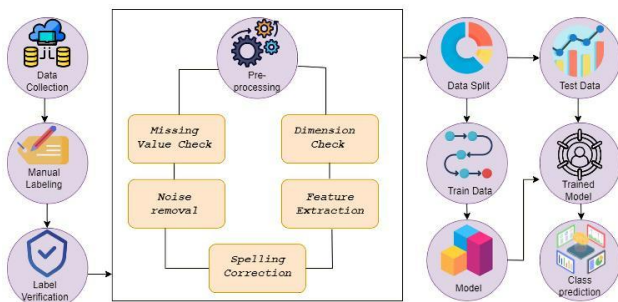 Data
Collection
Manual
Labeling
Label
Verification
Pre-
processing
Missing
Value Check
Dimension
Check
Noise
removal
Feature
Extraction
Spelling
Correction
Data Split
Test Data
Train Data
Trained
Model
Model
Class
prediction